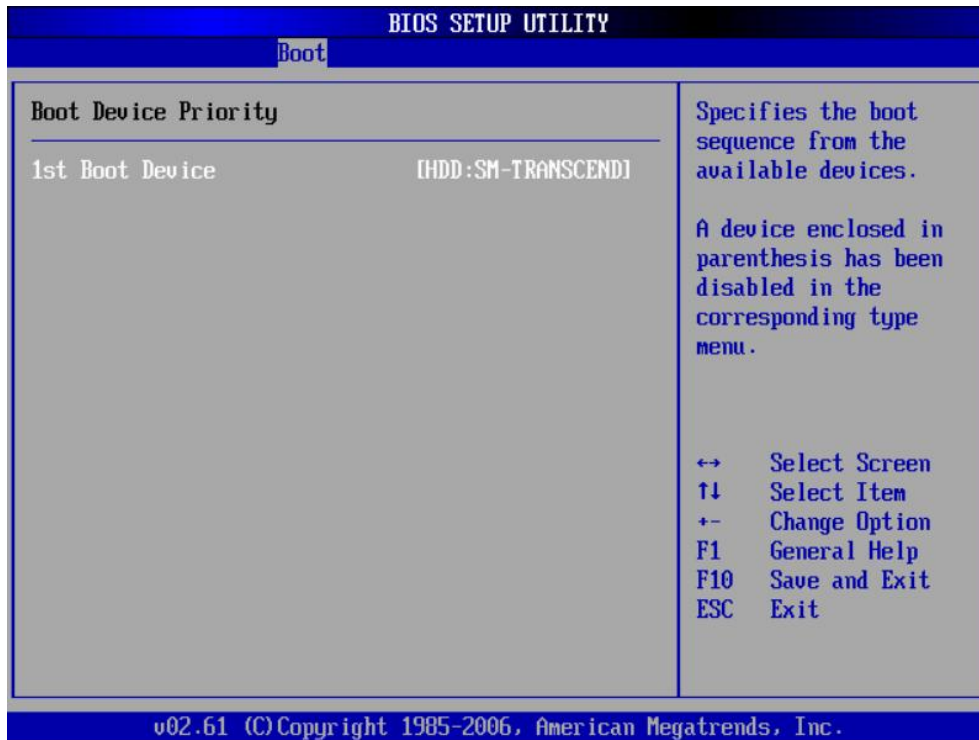 BIOS SETUP UTILITY
Boot
Boot Device Priority
1st Boot Device [HDD:SM-TRANSCEND]
Specifies the boot
sequence from the
available devices.
A device enclosed in
parenthesis has been
disabled in the
corresponding type
menu.
↔ Select Screen
↑↓ Select Item
+- Change Option
F1 General Help
F10 Save and Exit
ESC Exit
v02.61 (C)Copyright 1985-2006, American Megatrends, Inc.